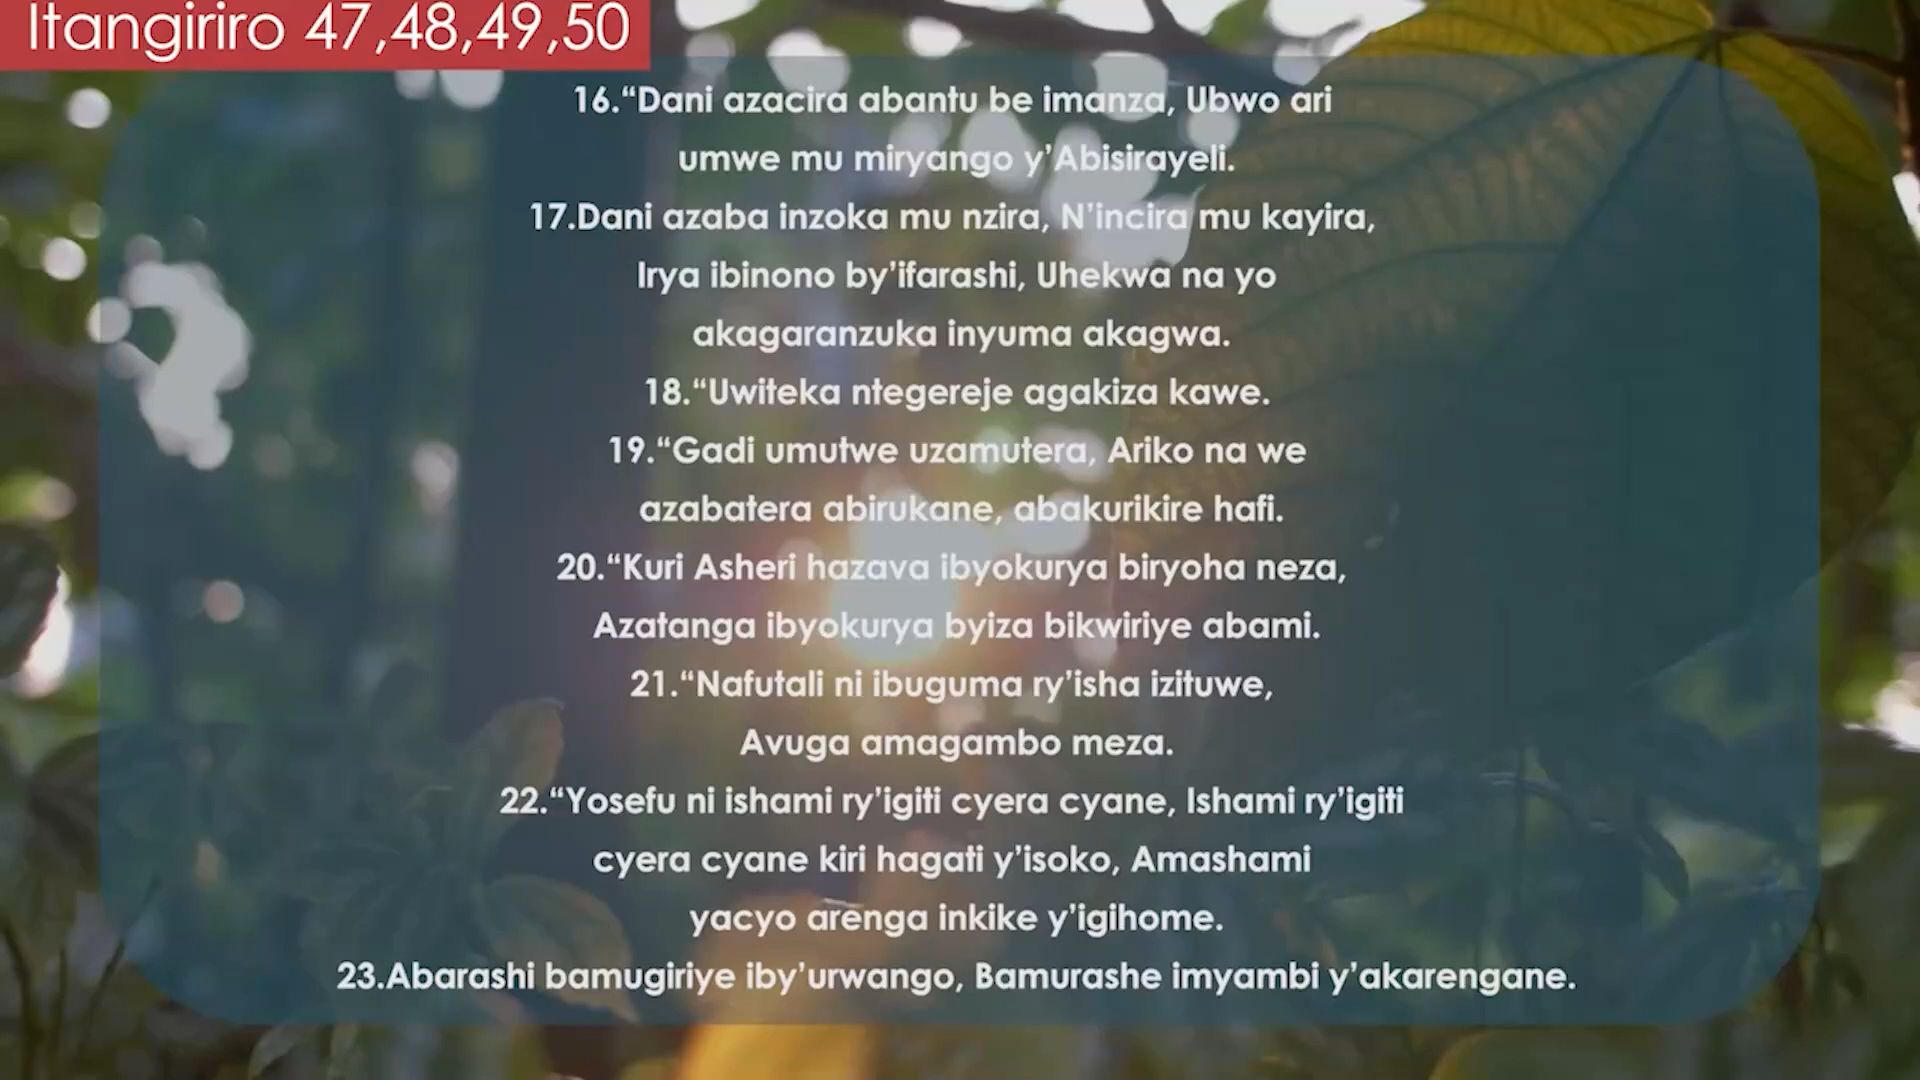 Itangiriro 47,48,49,50
16.“Dani azacira abantu be imanza, Ubwo ari
umwe mu miryango y’Abisirayeli.
17.Dani azaba inzoka mu nzira, N’incira mu kayira,
Irya ibinono by’ifarashi, Uhekwa na yo
akagaranzuka inyuma akagwa.
18.“Uwiteka ntegereje agakiza kawe.
19.“Gadi umutwe uzamutera, Ariko na we
azabatera abirukane, abakurikire hafi.
20.“Kuri Asheri hazava ibyokurya biryoha neza,
Azatanga ibyokurya byiza bikwiriye abami.
21.“Nafutali ni ibuguma ry’isha izituwe,
Avuga amagambo meza.
22.“Yosefu ni ishami ry’igiti cyera cyane, Ishami ry’igiti
cyera cyane kiri hagati y’isoko, Amashami
yacyo arenga inkike y’igihome.
23.Abarashi bamugiriye iby’urwango, Bamurashe imyambi y’akarengane.